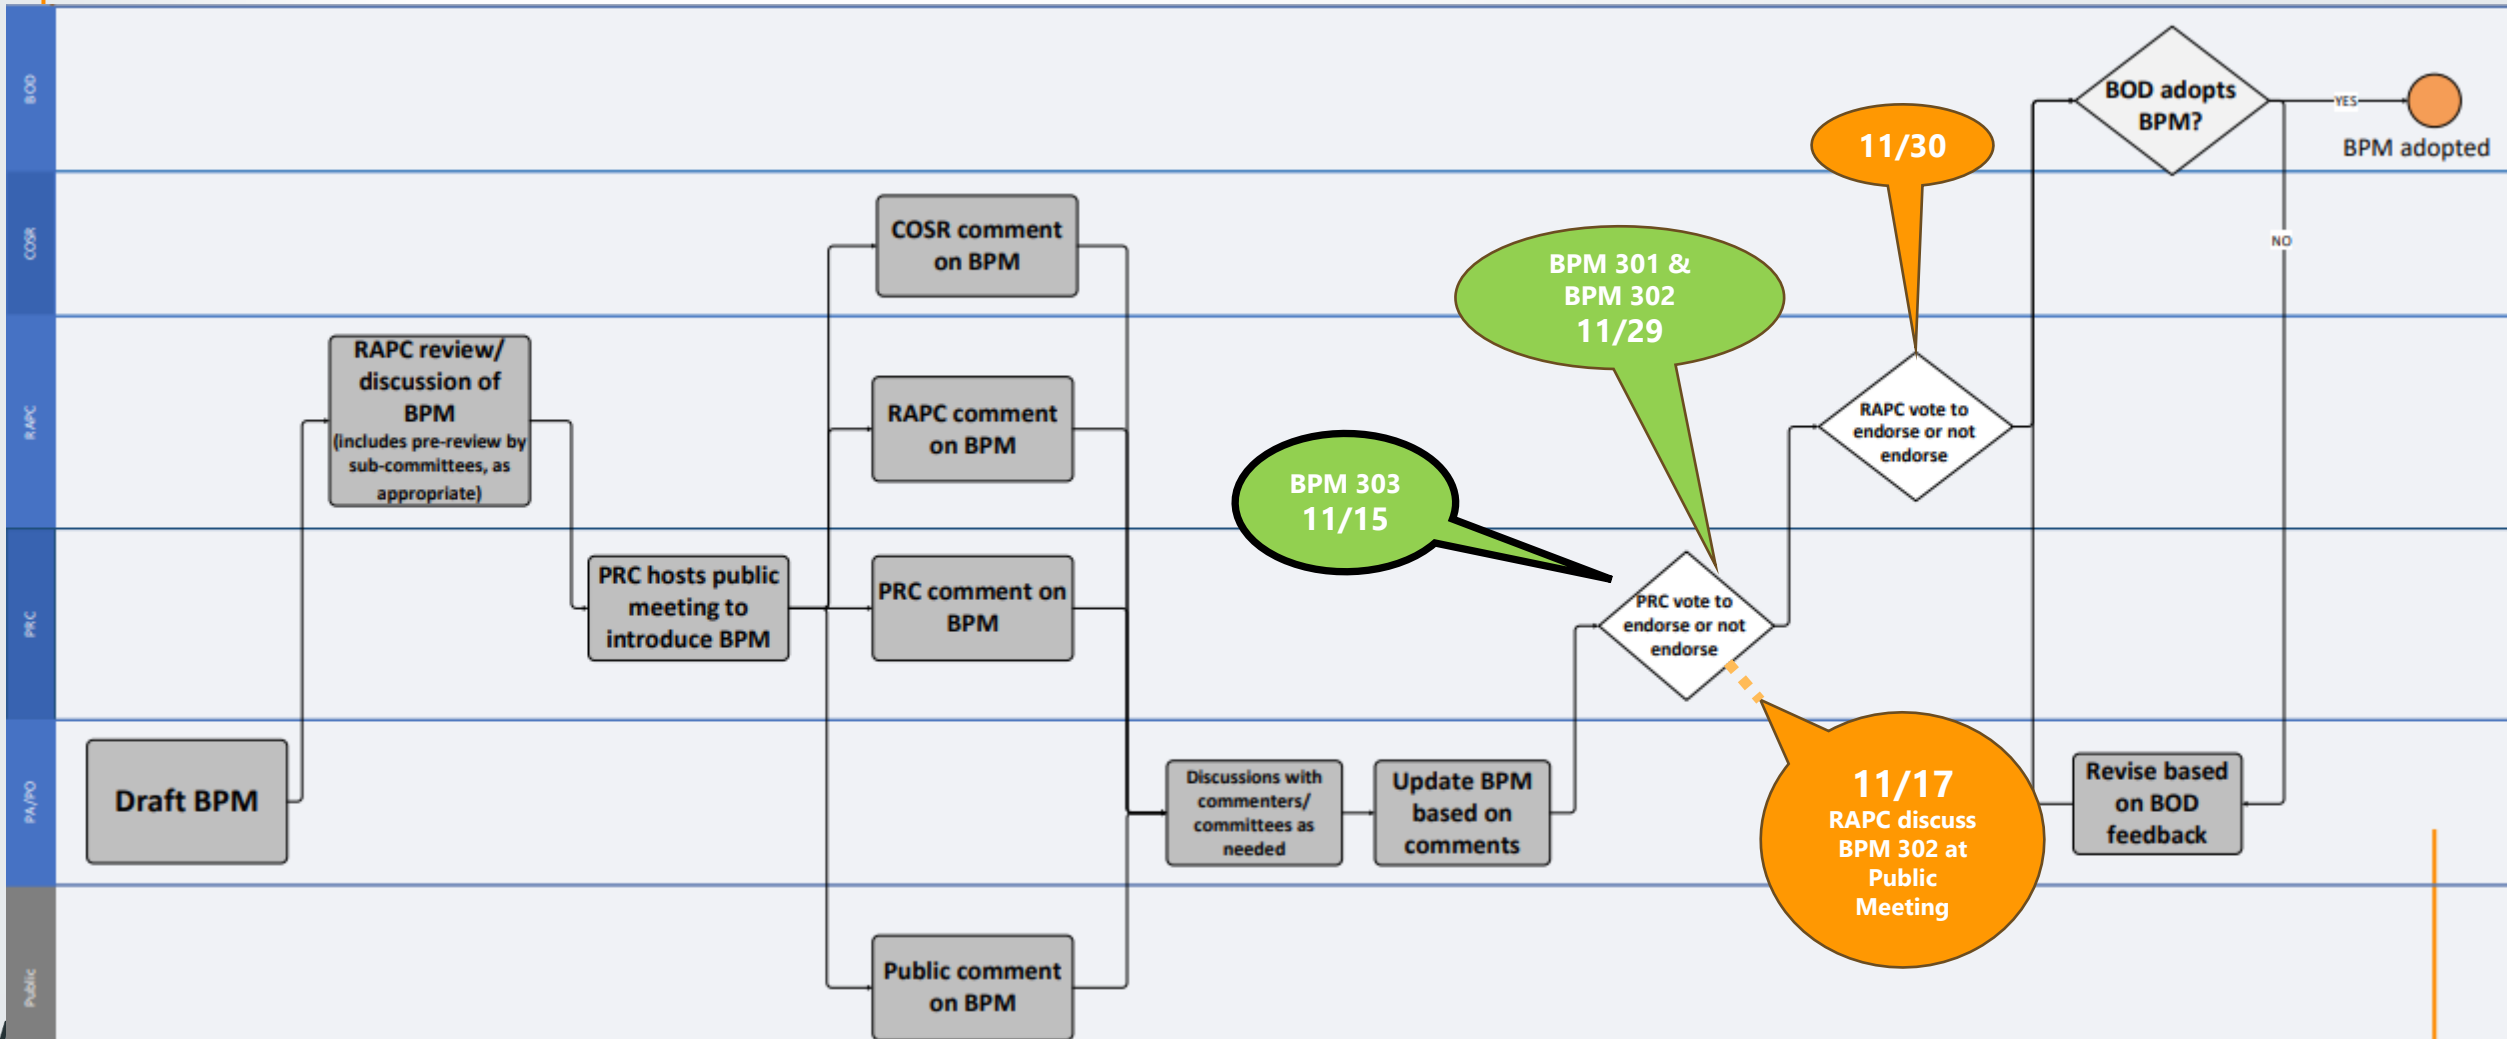 BOD
COSR
RAPC
PRC
PA/PO
Public
Draft BPM
RAPC review/
discussion of
BPM
(includes pre-review by
sub-committees, as
appropriate)
PRC hosts public
meeting to
introduce BPM
COSR comment
on BPM
RAPC comment
on BPM
PRC comment on
BPM
Public comment
on BPM
Discussions with
commenters/
committees as
needed
Update BPM
based on
comments
BPM 303
11/15
BPM 301 &
BPM 302
11/29
PRC vote to
endorse or not
endorse
11/17
RAPC discuss
BPM 302 at
Public
Meeting
11/30
RAPC vote to
endorse or not
endorse
BOD adopts
BPM?
YES
BPM adopted
NO
Revise based
on BOD
feedback